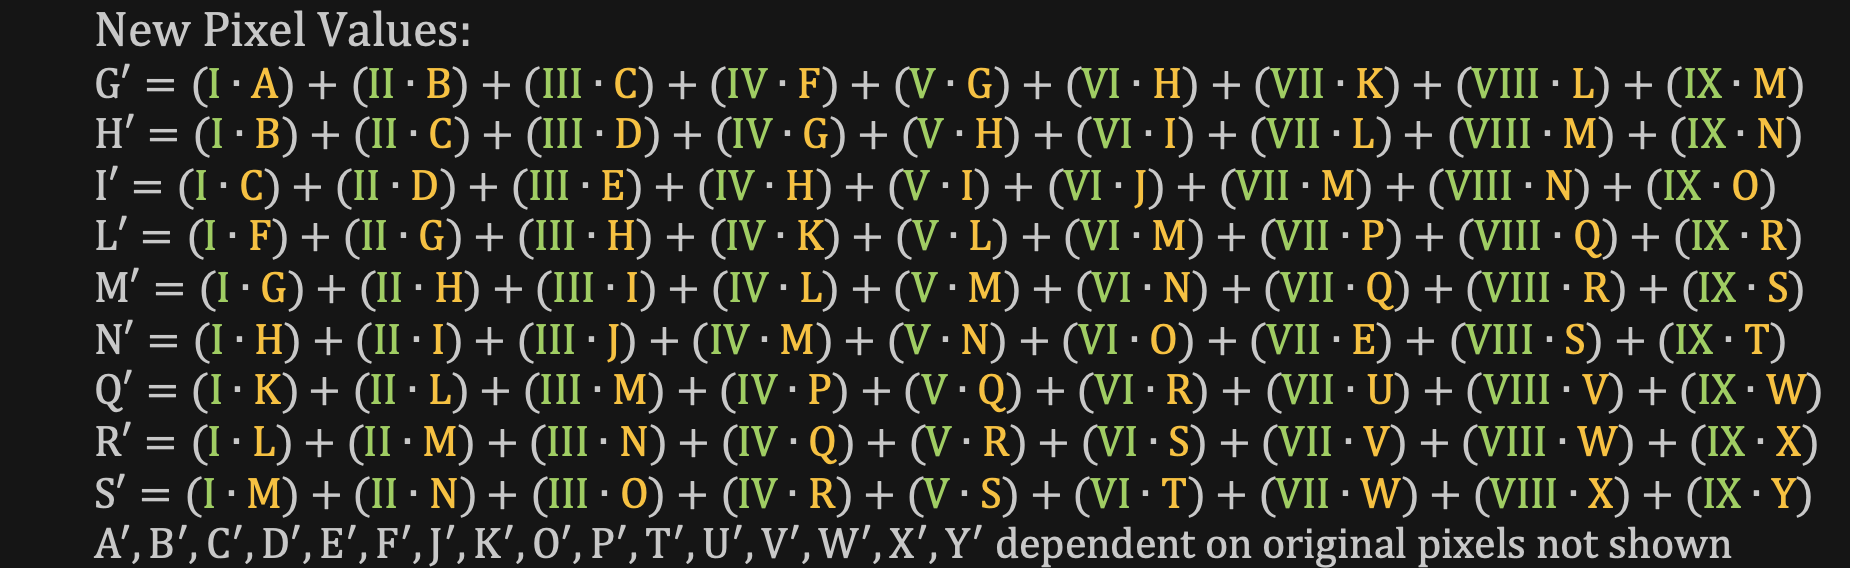 New Pixel Values:
G′ = (I · A) + (II · B) + (III · C) + (IV · F) + (V · G) + (VI · H) + (VII · K) + (VIII · L) + (IX · M)
H′ = (I · B) + (II · C) + (III · D) + (IV · G) + (V · H) + (VI · I) + (VII · L) + (VIII · M) + (IX · N)
I′ = (I · C) + (II · D) + (III · E) + (IV · H) + (V · I) + (VI · J) + (VII · M) + (VIII · N) + (IX · O)
L′ = (I · F) + (II · G) + (III · H) + (IV · K) + (V · L) + (VI · M) + (VII · P) + (VIII · Q) + (IX · R)
M′ = (I · G) + (II · H) + (III · I) + (IV · L) + (V · M) + (VI · N) + (VII · Q) + (VIII · R) + (IX · S)
N′ = (I · H) + (II · I) + (III · J) + (IV · M) + (V · N) + (VI · O) + (VII · E) + (VIII · S) + (IX · T)
Q′ = (I · K) + (II · L) + (III · M) + (IV · P) + (V · Q) + (VI · R) + (VII · U) + (VIII · V) + (IX · W)
R′ = (I · L) + (II · M) + (III · N) + (IV · Q) + (V · R) + (VI · S) + (VII · V) + (VIII · W) + (IX · X)
S′ = (I · M) + (II · N) + (III · O) + (IV · R) + (V · S) + (VI · T) + (VII · W) + (VIII · X) + (IX · Y)
A′, B′, C′, D′, E′, F′, J′, K′, O′, P′, T′, U′, V′, W′, X′, Y′ dependent on original pixels not shown